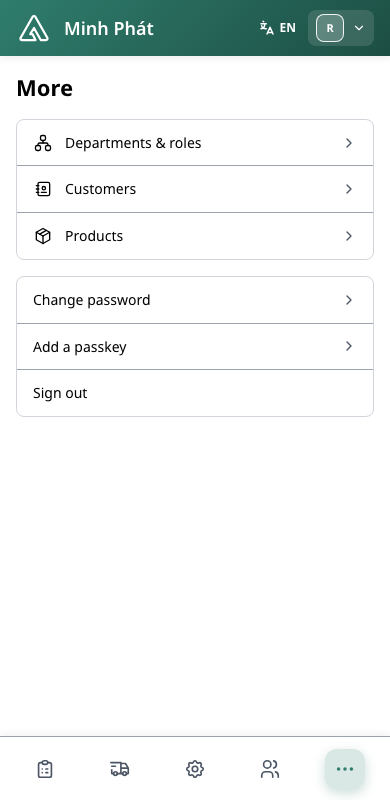 Minh Phát
EN
R
More
Departments & roles
Customers
Products
Change password
Add a passkey
Sign out